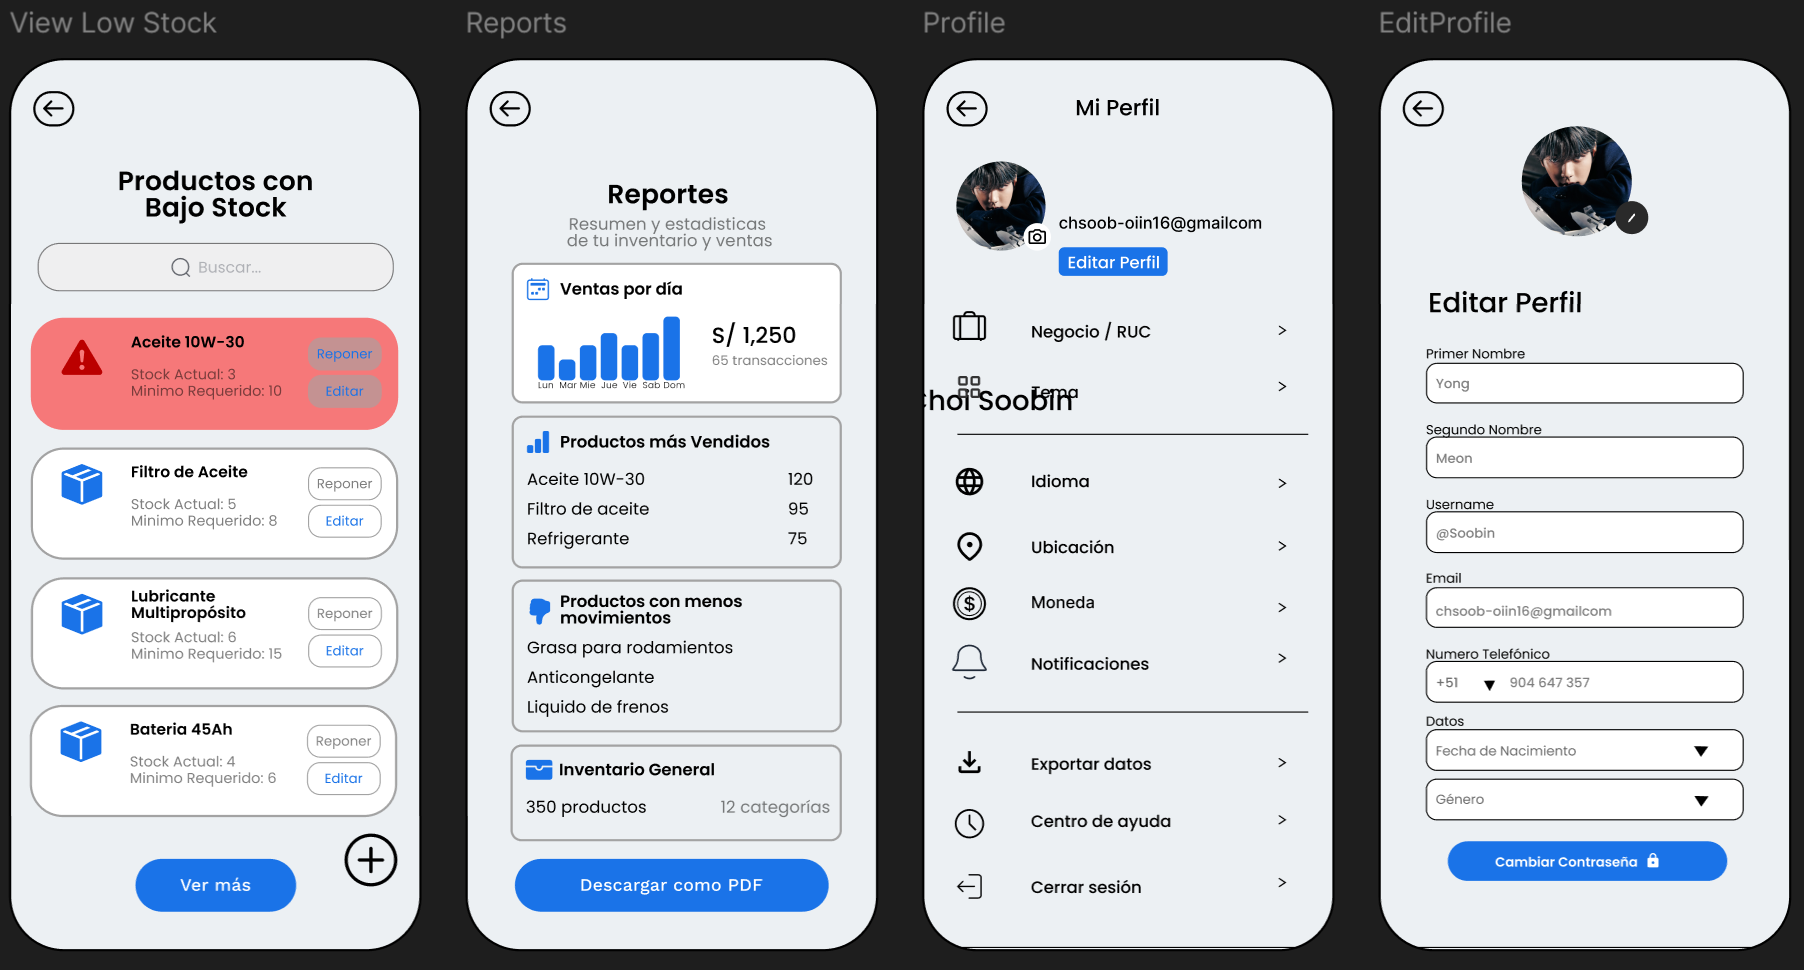 View Low Stock
Productos con
Bajo Stock
Buscar...
Aceite 10W-30
Stock Actual: 3
Minimo Requerido: 10
Reponer
Editar
Filtro de Aceite
Stock Actual: 5
Minimo Requerido: 8
Reponer
Editar
Lubricante
Multipropósito
Stock Actual: 6
Minimo Requerido: 15
Reponer
Editar
Bateria 45Ah
Stock Actual: 4
Minimo Requerido: 6
Reponer
Editar
Ver más
Reports
Reportes
Resumen y estadisticas
de tu inventario y ventas
Ventas por día
S/ 1,250
65 transacciones
Lun Mar Mie Jue Vie Sab Dom
Productos más Vendidos
Aceite 10W-30 120
Filtro de aceite 95
Refrigerante 75
Productos con menos
movimientos
Grasa para rodamientos
Anticongelante
Liquido de frenos
Inventario General
350 productos 12 categorías
Descargar como PDF
Profile
Mi Perfil
chsoob-oiin16@gmailcom
Editar Perfil
Negocio / RUC >
Tema >
Choi Soobin
Idioma >
Ubicación >
Moneda >
Notificaciones >
Exportar datos >
Centro de ayuda >
Cerrar sesión >
EditProfile
Editar Perfil
Primer Nombre
Yong
Segundo Nombre
Meon
Username
@Soobin
Email
chsoob-oiin16@gmailcom
Numero Telefónico
+51 904 647 357
Datos
Fecha de Nacimiento
Género
Cambiar Contraseña